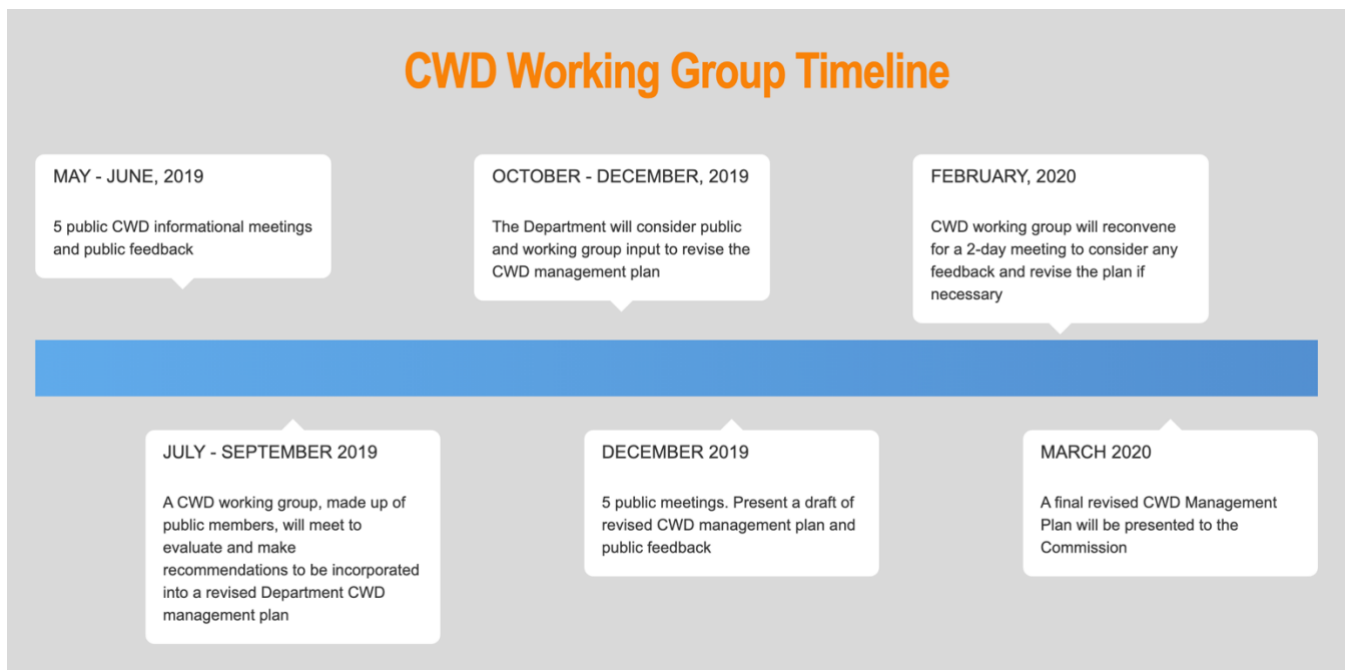 CWD Working Group Timeline
MAY - JUNE, 2019
5 public CWD informational meetings
and public feedback
OCTOBER - DECEMBER, 2019
The Department will consider public
and working group input to revise the
CWD management plan
FEBRUARY, 2020
CWD working group will reconvene
for a 2-day meeting to consider any
feedback and revise the plan if
necessary
JULY - SEPTEMBER 2019
A CWD working group, made up of
public members, will meet to
evaluate and make
recommendations to be incorporated
into a revised Department CWD
management plan
DECEMBER 2019
5 public meetings. Present a draft of
revised CWD management plan and
public feedback
MARCH 2020
A final revised CWD Management
Plan will be presented to the
Commission